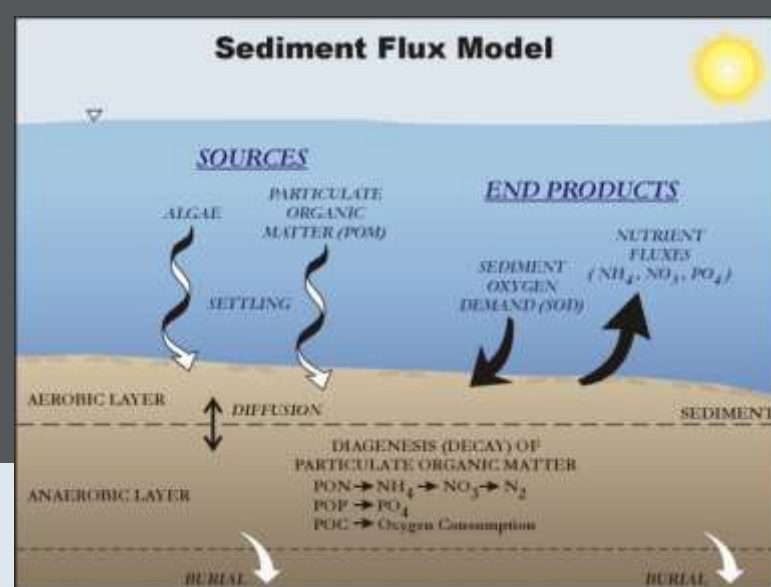 Sediment Flux Model
SOURCES
ALGAE
PARTICULATE
ORGANIC
MATTER (POM)
SETTLING
END PRODUCTS
SEDIMENT
OXYGEN
DEMAND (SOD)
NUTRIENT
FLUXES
(NH4, NO3, PO4)
AEROBIC LAYER
DIFFUSION
SEDIMENT
DIAGENESIS (DECAY) OF
PARTICULATE ORGANIC MATTER
PON→NH4→NO3→N2
POP→PO4
POC→Oxygen Consumption
ANAEROBIC LAYER
BURIAL
BURIAL